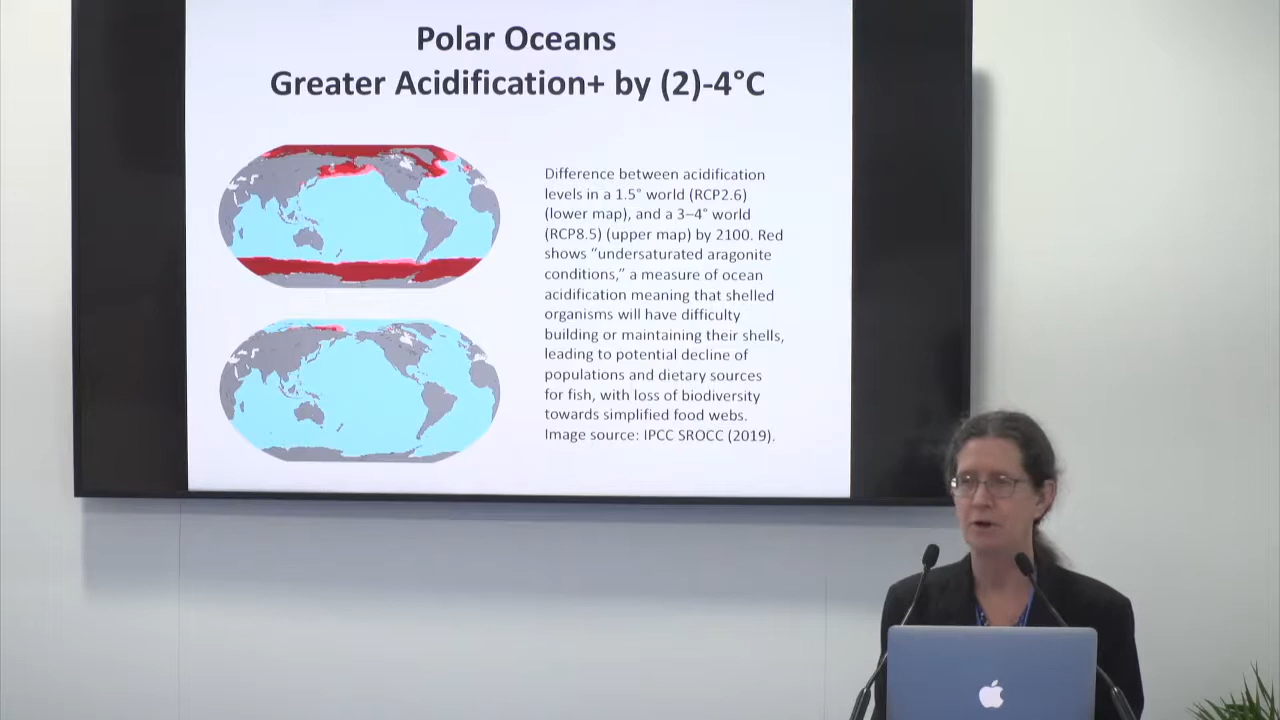 Polar Oceans
Greater Acidification+ by (2)-4°C
Difference between acidification
levels in a 1.5° world (RCP2.6)
(lower map), and a 3–4° world
(RCP8.5) (upper map) by 2100. Red
shows “undersaturated aragonite
conditions,” a measure of ocean
acidification meaning that shelled
organisms will have difficulty
building or maintaining their shells,
leading to potential decline of
populations and dietary sources
for fish, with loss of biodiversity
towards simplified food webs.
Image source: IPCC SROCC (2019).